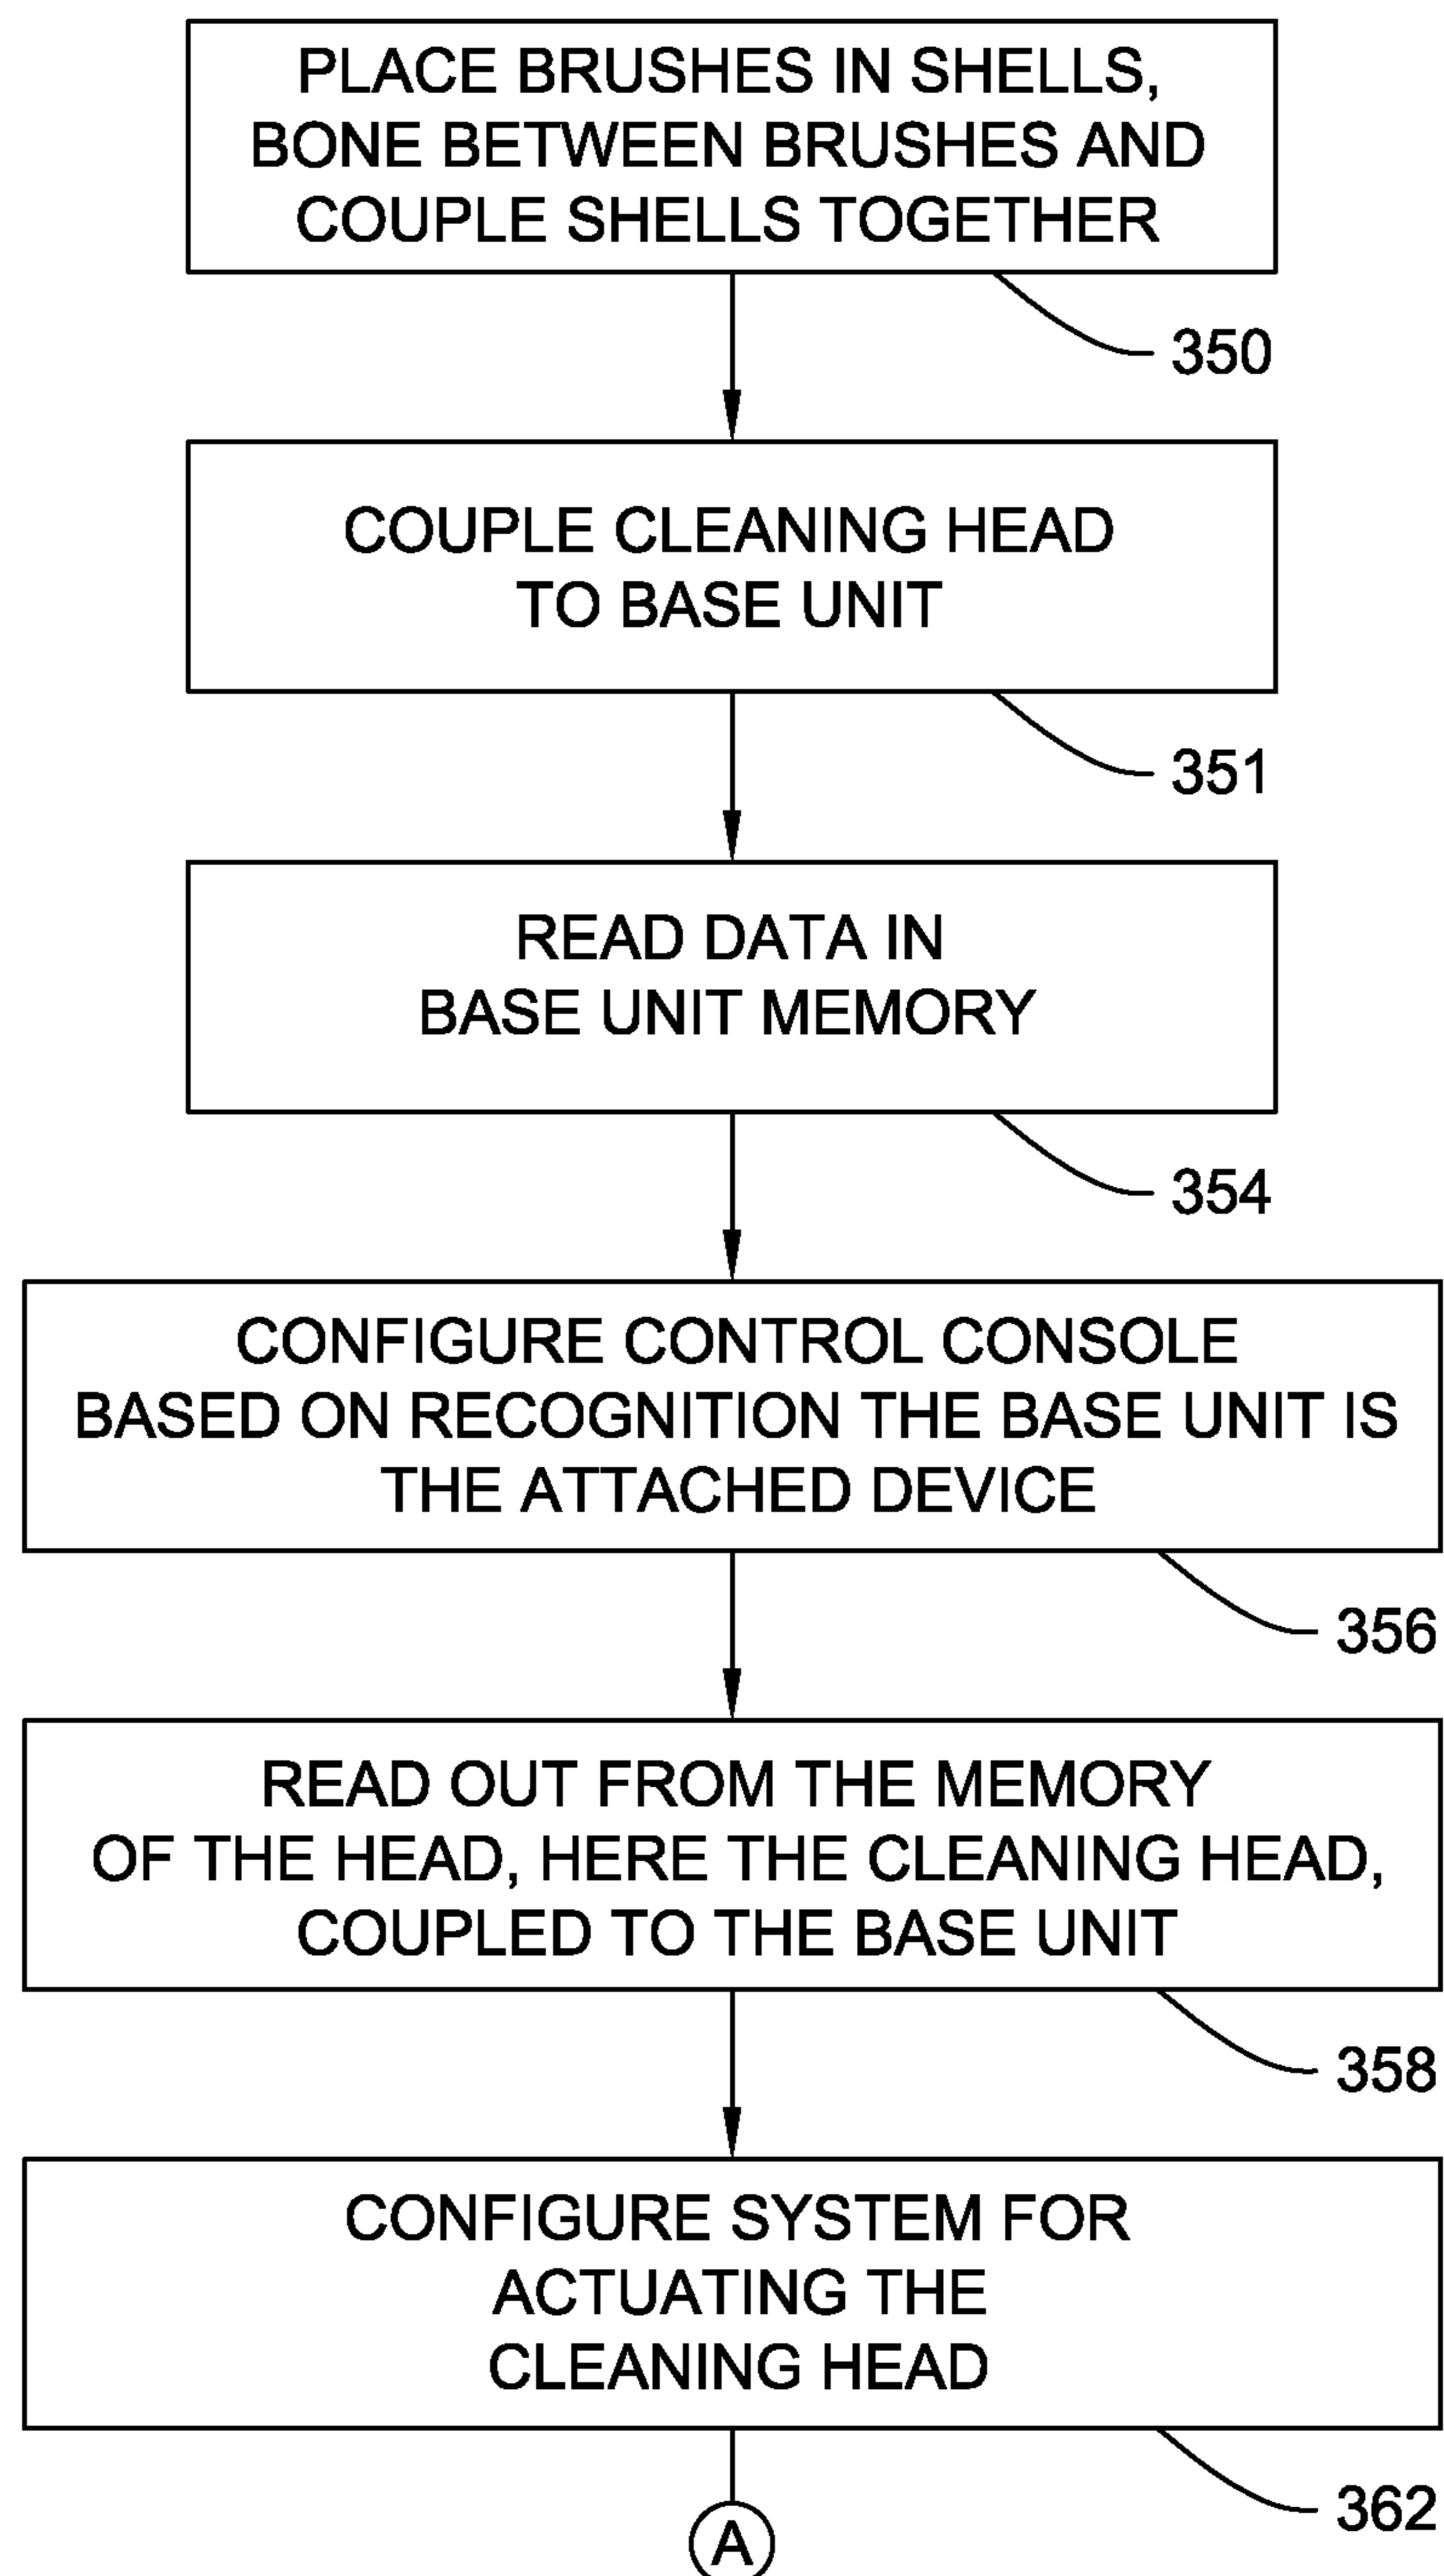 PLACE BRUSHES IN SHELLS,
BONE BETWEEN BRUSHES AND
COUPLE SHELLS TOGETHER
350
COUPLE CLEANING HEAD
TO BASE UNIT
351
READ DATA IN
BASE UNIT MEMORY
354
CONFIGURE CONTROL CONSOLE
BASED ON RECOGNITION THE BASE UNIT IS
THE ATTACHED DEVICE
356
READ OUT FROM THE MEMORY
OF THE HEAD, HERE THE CLEANING HEAD,
COUPLED TO THE BASE UNIT
358
CONFIGURE SYSTEM FOR
ACTUATING THE
CLEANING HEAD
362
A